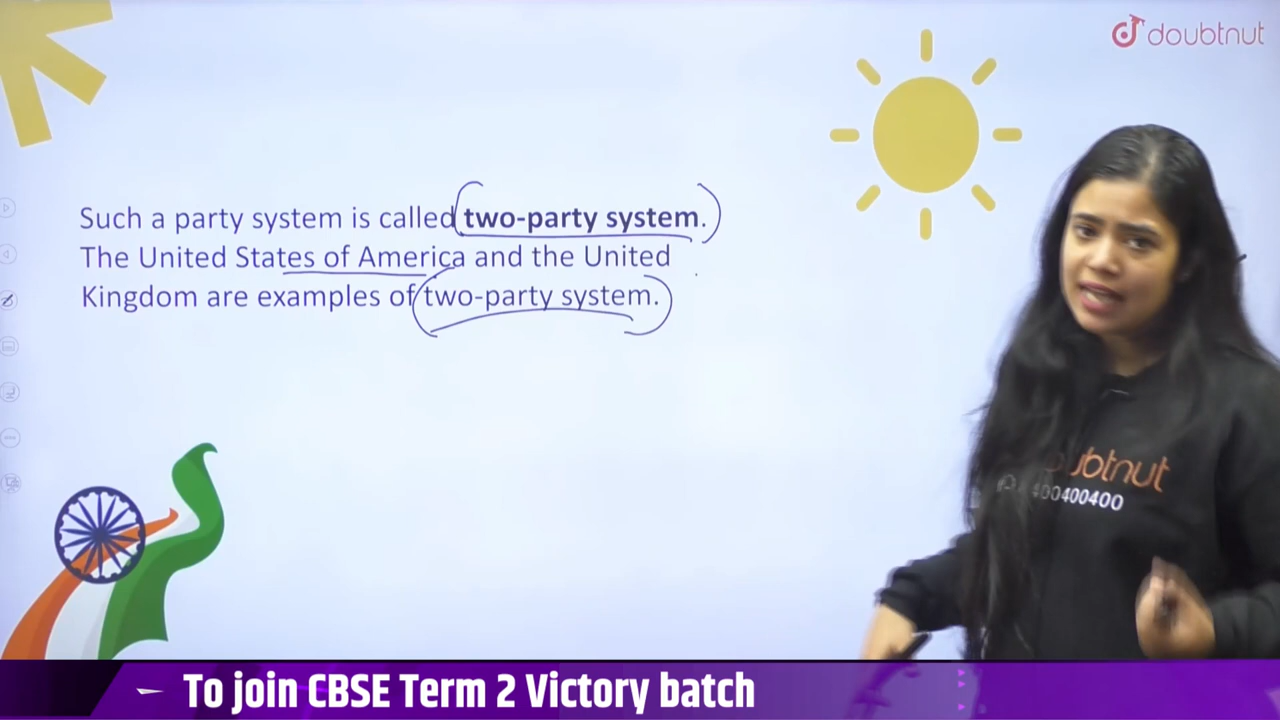 doubtnut
Such a party system is called two-party system.
The United States of America and the United
Kingdom are examples of two-party system.
ubtnut
400400400
To join CBSE Term 2 Victory batch